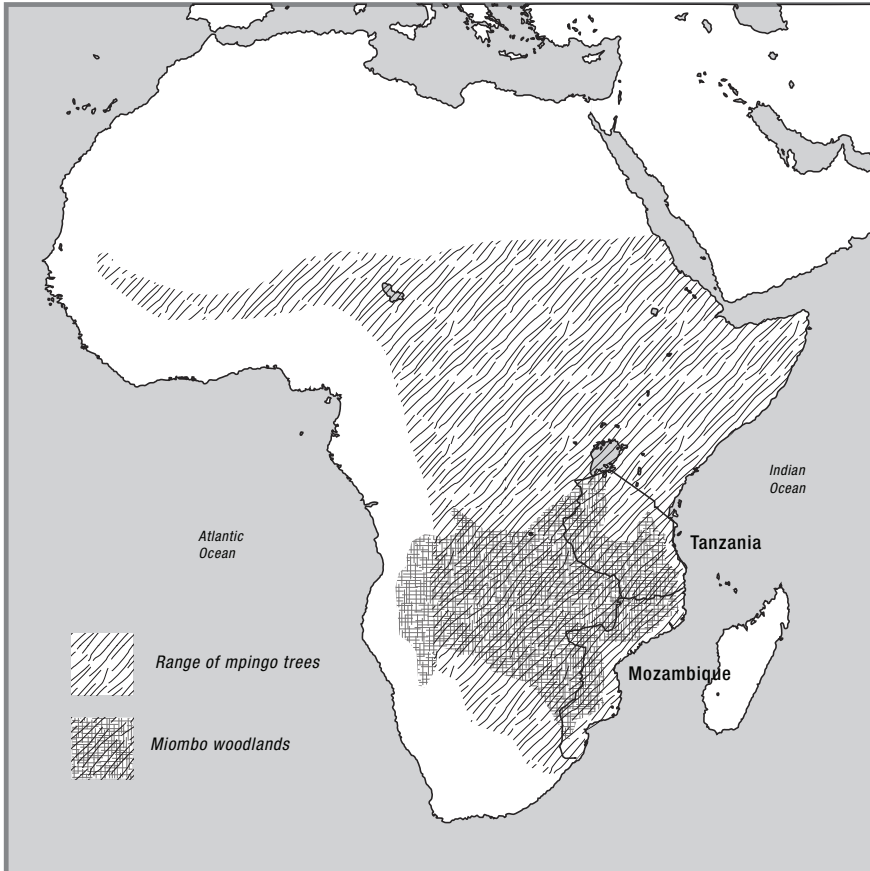 Indian
Ocean
Atlantic
Ocean
Tanzania
Range of mpingo trees
Mozambique
Miombo woodlands